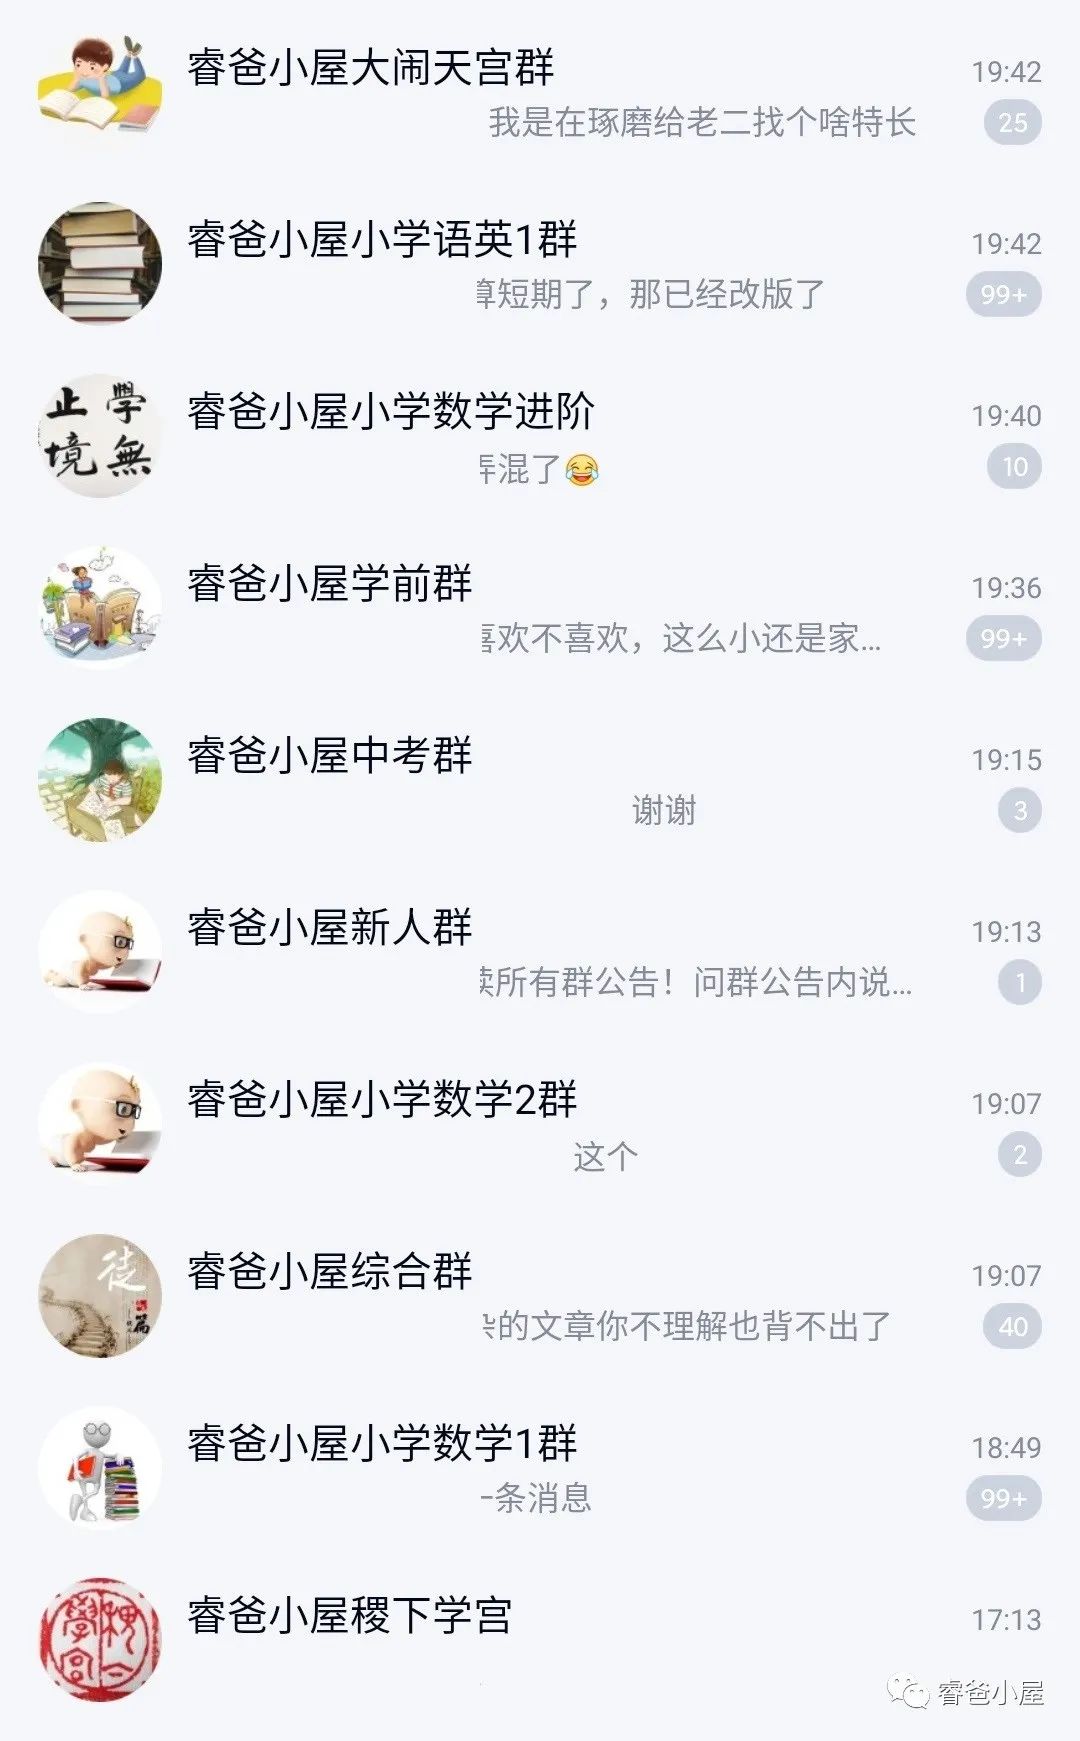 睿爸小屋大闹天宫群
19:42
我是在琢磨给老二找个啥特长
25
睿爸小屋小学语英1群
19:42
算短期了，那已经改版了
99+
止學
境無
睿爸小屋小学数学进阶
19:40
弄混了😂
10
睿爸小屋学前群
19:36
喜欢不喜欢，这么小还是家...
99+
睿爸小屋中考群
19:15
谢谢
3
睿爸小屋新人群
19:13
读所有群公告！问群公告内说...
1
睿爸小屋小学数学2群
19:07
这个
2
徒
篇
睿爸小屋综合群
19:07
的文章你不理解也背不出了
40
睿爸小屋小学数学1群
18:49
一条消息
99+
睿爸小屋稷下学宫
17:13
睿爸小屋